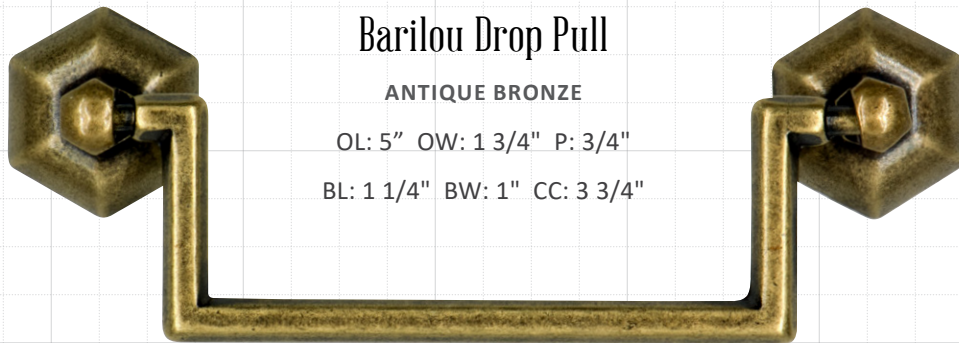 Barilou Drop Pull
ANTIQUE BRONZE
OL: 5” OW: 1 3/4" P: 3/4"
BL: 1 1/4" BW: 1" CC: 3 3/4"